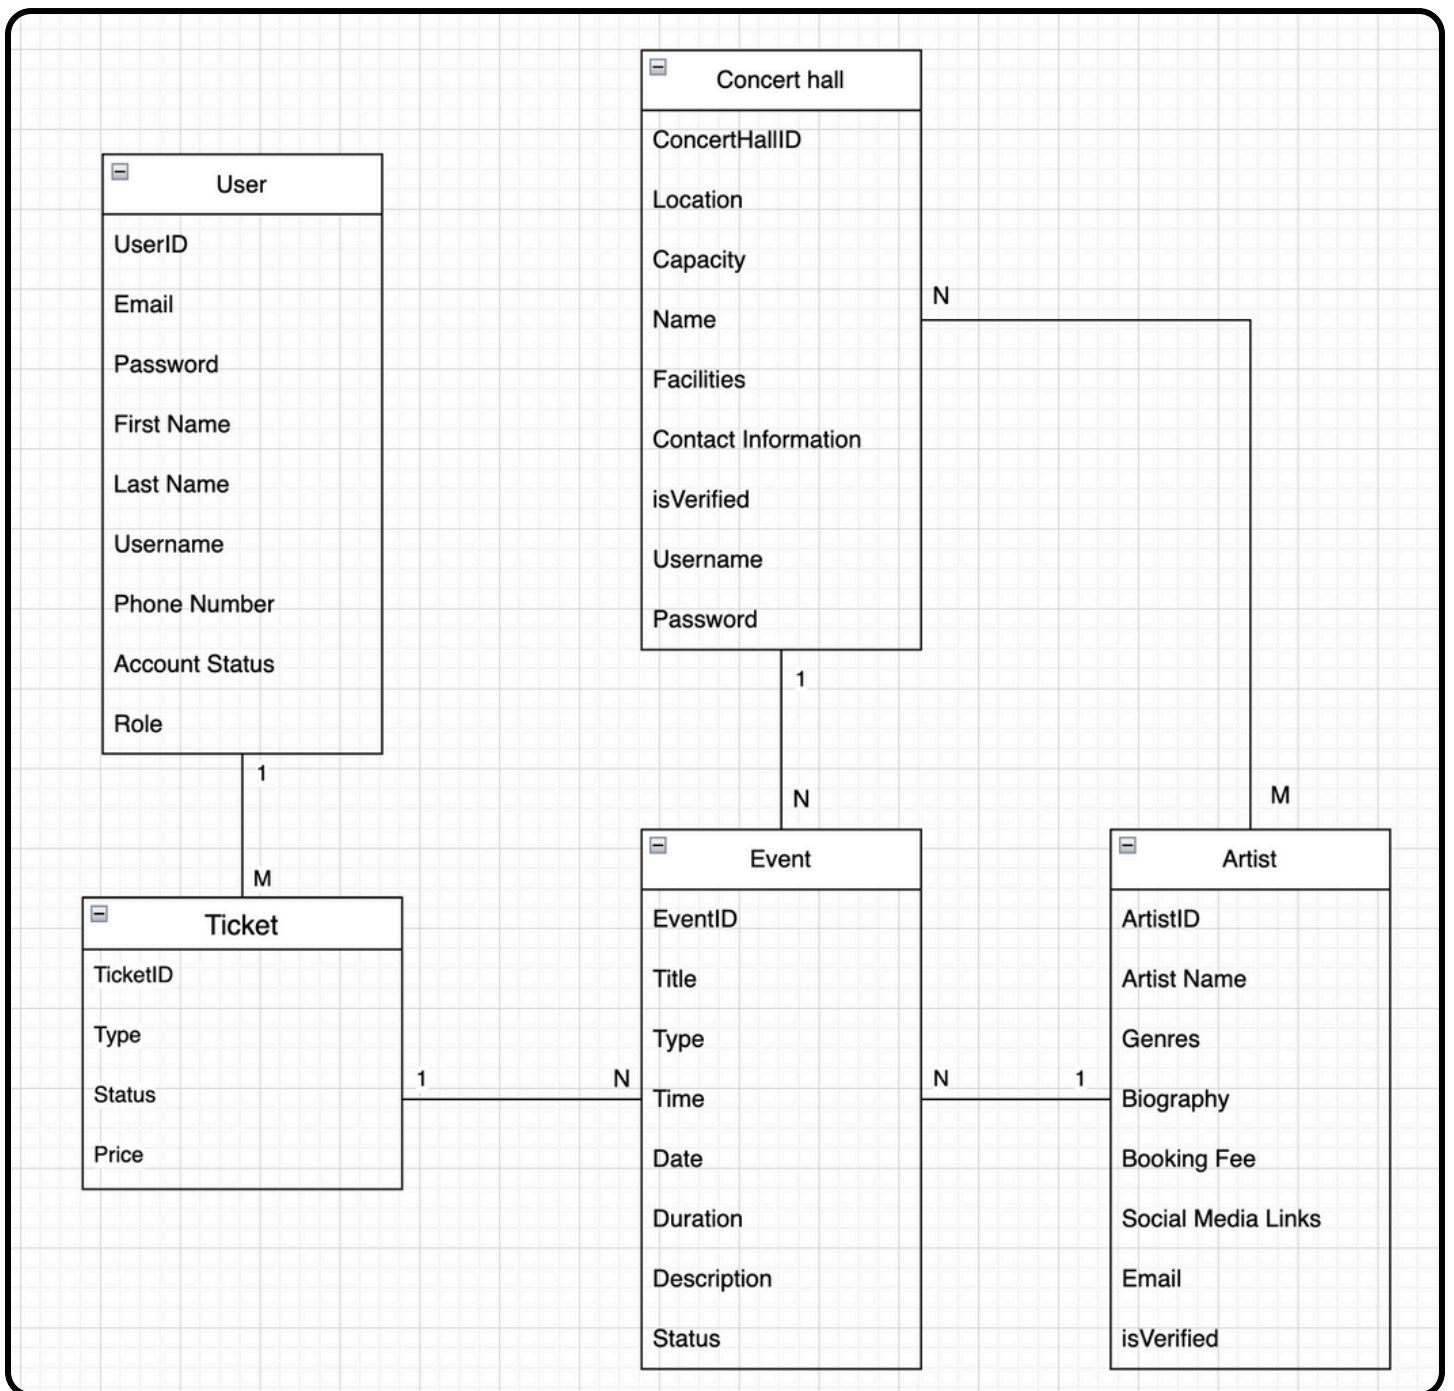 Concert hall
ConcertHallID
Location
Capacity
Name
Facilities
Contact Information
isVerified
Username
Password
User
UserID
Email
Password
First Name
Last Name
Username
Phone Number
Account Status
Role
N
M
1
N
1
M
Ticket
TicketID
Type
Status
Price
1
N
Event
EventID
Title
Type
Time
Date
Duration
Description
Status
N
1
Artist
ArtistID
Artist Name
Genres
Biography
Booking Fee
Social Media Links
Email
isVerified